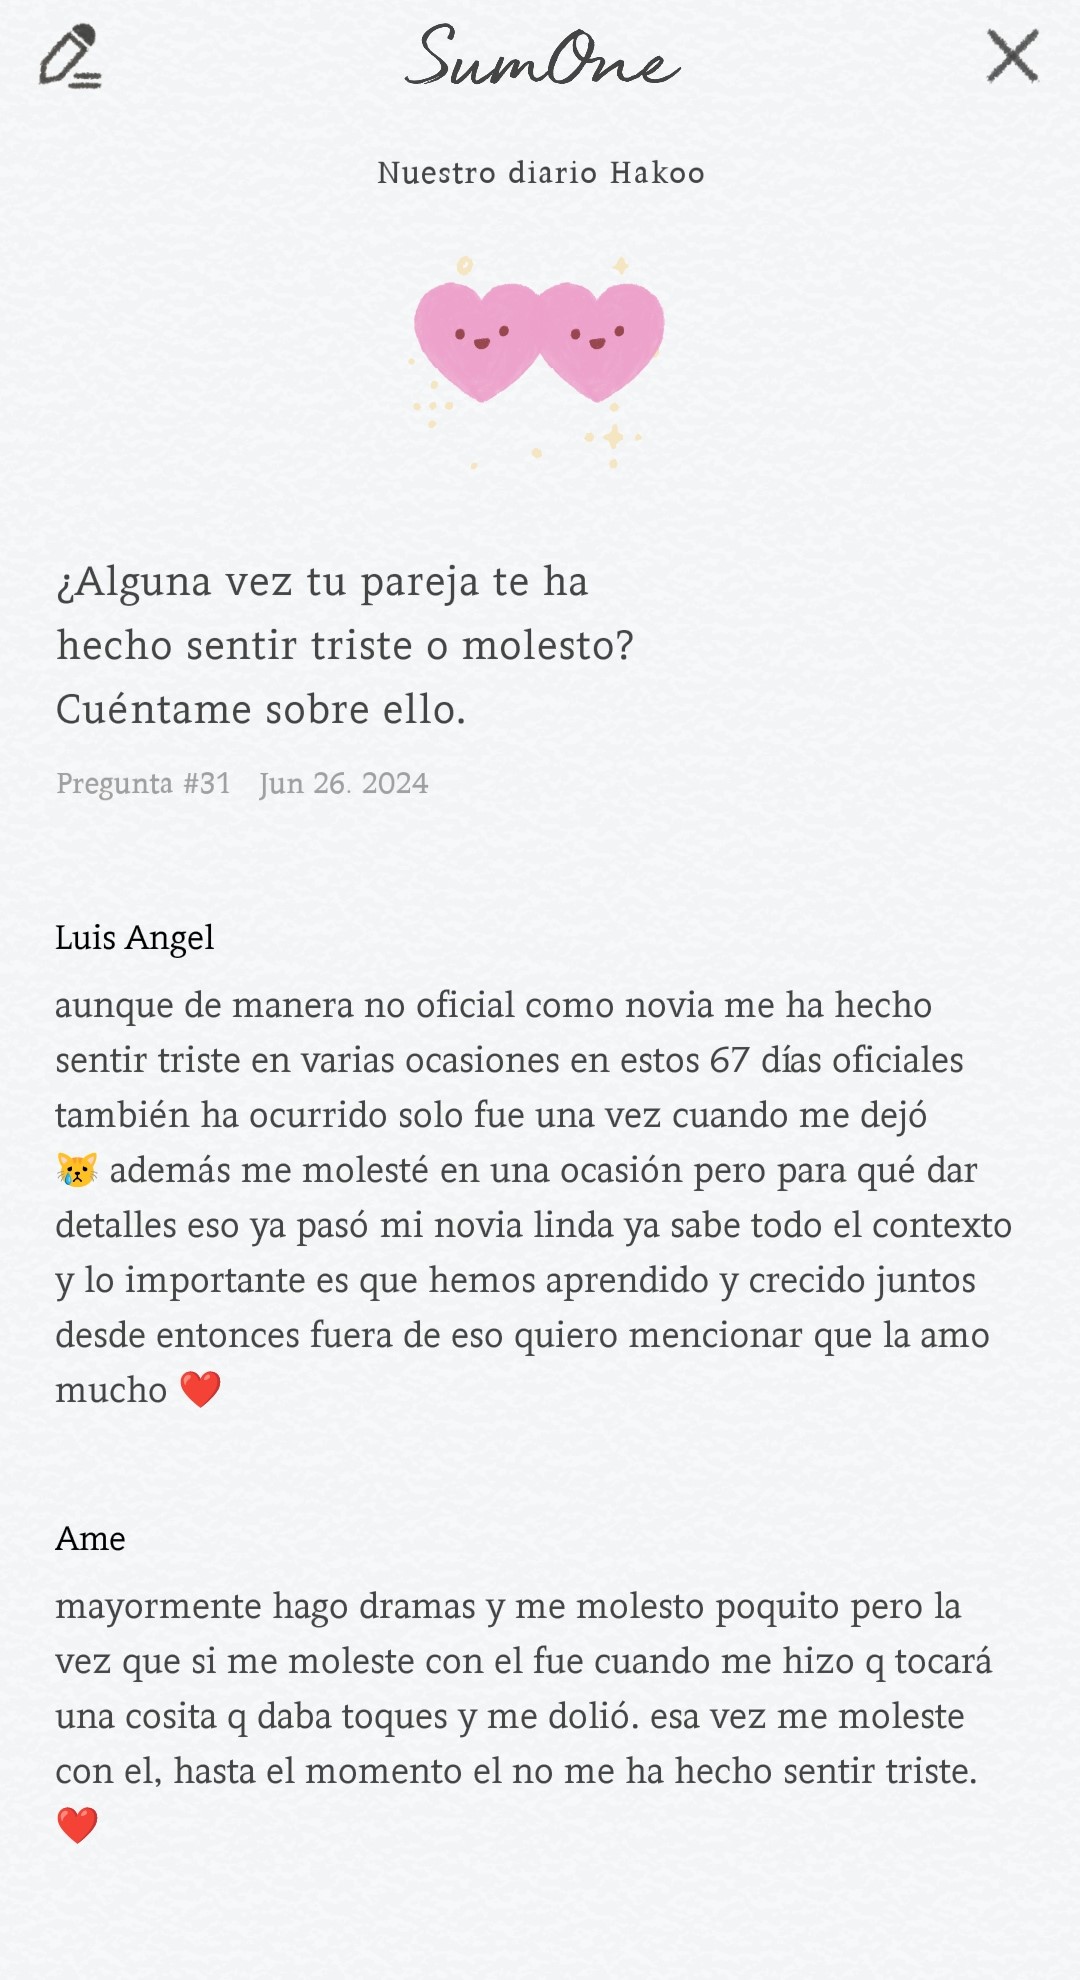 SumOne
Nuestro diario Hakoo
¿Alguna vez tu pareja te ha
hecho sentir triste o molesto?
Cuéntame sobre ello.
Pregunta #31 Jun 26. 2024
Luis Angel
aunque de manera no oficial como novia me ha hecho
sentir triste en varias ocasiones en estos 67 días oficiales
también ha ocurrido solo fue una vez cuando me dejó
😿 además me molesté en una ocasión pero para qué dar
detalles eso ya pasó mi novia linda ya sabe todo el contexto
y lo importante es que hemos aprendido y crecido juntos
desde entonces fuera de eso quiero mencionar que la amo
mucho ❤️
Ame
mayormente hago dramas y me molesto poquito pero la
vez que si me moleste con el fue cuando me hizo q tocará
una cosita q daba toques y me dolió. esa vez me moleste
con el, hasta el momento el no me ha hecho sentir triste.
❤️